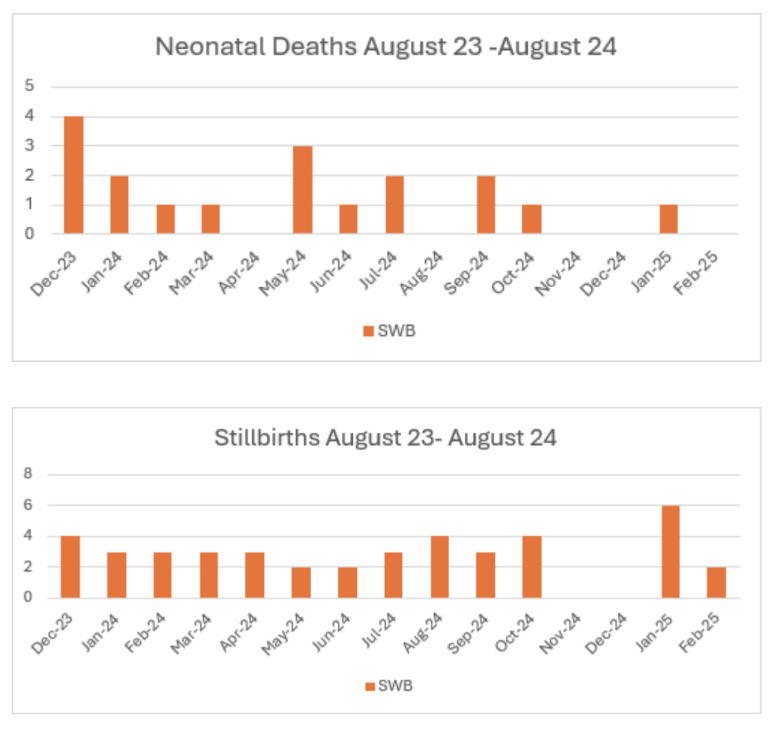 Neonatal Deaths August 23 -August 24
5
4
3
2
1
0
Dec-23 Jan-24 Feb-24 Mar-24 Apr-24 May-24 Jun-24 Jul-24 Aug-24 Sep-24 Oct-24 Nov-24 Dec-24 Jan-25 Feb-25
SWB
Stillbirths August 23- August 24
8
6
4
2
0
Dec-23 Jan-24 Feb-24 Mar-24 Apr-24 May-24 Jun-24 Jul-24 Aug-24 Sep-24 Oct-24 Nov-24 Dec-24 Jan-25 Feb-25
SWB